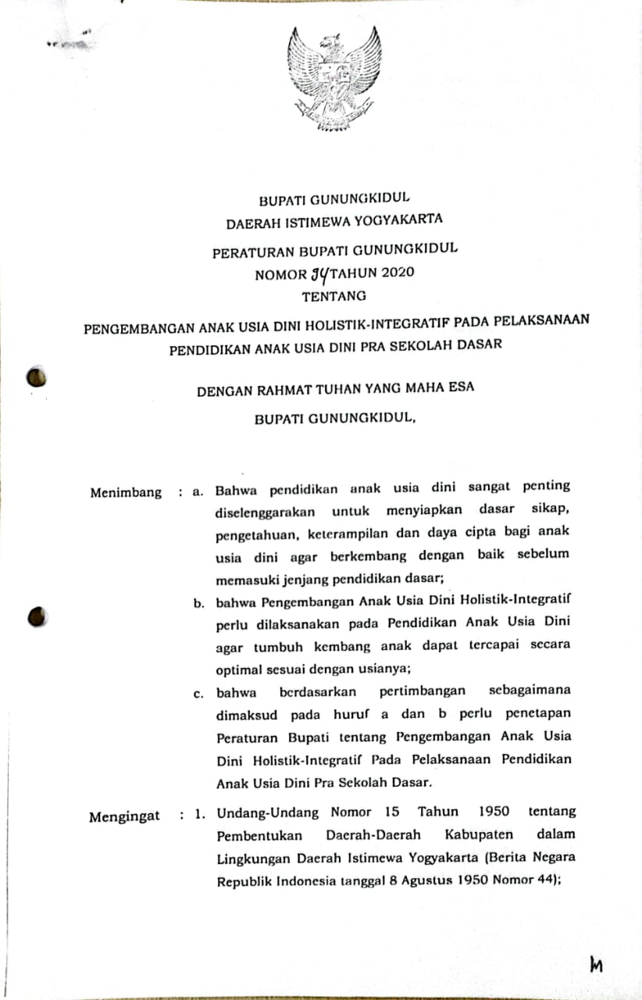 BUPATI GUNUNGKIDUL
DAERAH ISTIMEWA YOGYAKARTA
PERATURAN BUPATI GUNUNGKIDUL
NOMOR 94 TAHUN 2020
TENTANG
PENGEMBANGAN ANAK USIA DINI HOLISTIK-INTEGRATIF PADA PELAKSANAAN
PENDIDIKAN ANAK USIA DINI PRA SEKOLAH DASAR
DENGAN RAHMAT TUHAN YANG MAHA ESA
BUPATI GUNUNGKIDUL,
Menimbang : a. Bahwa pendidikan anak usia dini sangat penting
diselenggarakan untuk menyiapkan dasar sikap,
pengetahuan, keterampilan dan daya cipta bagi anak
usia dini agar berkembang dengan baik sebelum
memasuki jenjang pendidikan dasar;
b. bahwa Pengembangan Anak Usia Dini Holistik-Integratif
perlu dilaksanakan pada Pendidikan Anak Usia Dini
agar tumbuh kembang anak dapat tercapai secara
optimal sesuai dengan usianya;
c. bahwa berdasarkan pertimbangan sebagaimana
dimaksud pada huruf a dan b perlu penetapan
Peraturan Bupati tentang Pengembangan Anak Usia
Dini Holistik-Integratif Pada Pelaksanaan Pendidikan
Anak Usia Dini Pra Sekolah Dasar.
Mengingat : 1. Undang-Undang Nomor 15 Tahun 1950 tentang
Pembentukan Daerah-Daerah Kabupaten dalam
Lingkungan Daerah Istimewa Yogyakarta (Berita Negara
Republik Indonesia tanggal 8 Agustus 1950 Nomor 44);